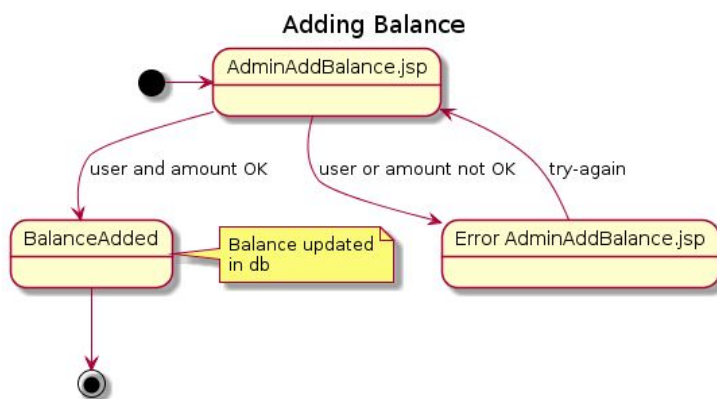 Adding Balance
AdminAddBalance.jsp
user and amount OK
user or amount not OK
try-again
BalanceAdded
Balance updated
in db
Error AdminAddBalance.jsp